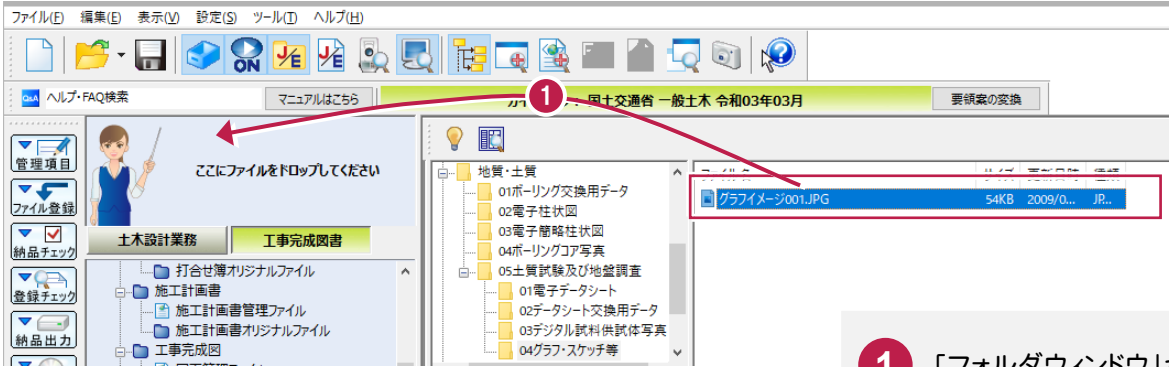 ファイル(F) 編集(E) 表示(V) 設定(S) ツール(T) ヘルプ(H)
ON J/E J/E
Q&A ヘルプ・FAQ検索 マニュアルはこちら 国土交通省 一般土木 令和03年03月 要領案の変換
1
管理項目
ファイル登録
納品チェック
登録チェック
納品出力
ここにファイルをドロップしてください
土木設計業務 工事完成図書
打合せ簿オリジナルファイル
施工計画書
施工計画書管理ファイル
施工計画書オリジナルファイル
工事完成図
地質・土質
01ボーリング交換用データ
02電子柱状図
03電子簡略柱状図
04ボーリングコア写真
05土質試験及び地盤調査
01電子データシート
02データシート交換用データ
03デジタル試料供試体写真
04グラフ・スケッチ等
グラフイメージ001.JPG 54KB 2009/0... JP...
1 「フォルダウィンドウ」